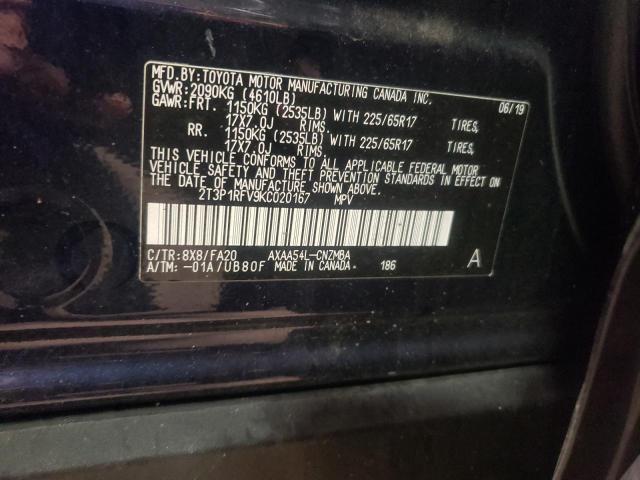 MFD.BY:TOYOTA MOTOR MANUFACTURING CANADA INC.
GVWR:2090KG (4610LB) 06/19
GAWR:FRT. 1150KG (2535LB) WITH 225/65R17 TIRES,
17X7.0J RIMS.
RR. 1150KG (2535LB) WITH 225/65R17 TIRES,
17X7.0J RIMS.
THIS VEHICLE CONFORMS TO ALL APPLICABLE FEDERAL MOTOR
VEHICLE SAFETY AND THEFT PREVENTION STANDARDS IN EFFECT ON
THE DATE OF MANUFACTURE SHOWN ABOVE.
2T3P1RFV9KC020167 MPV
C/TR:8X8/FA20 AXAA54L-CNZMBA A
A/TM:-01A/UB80F MADE IN CANADA. 186